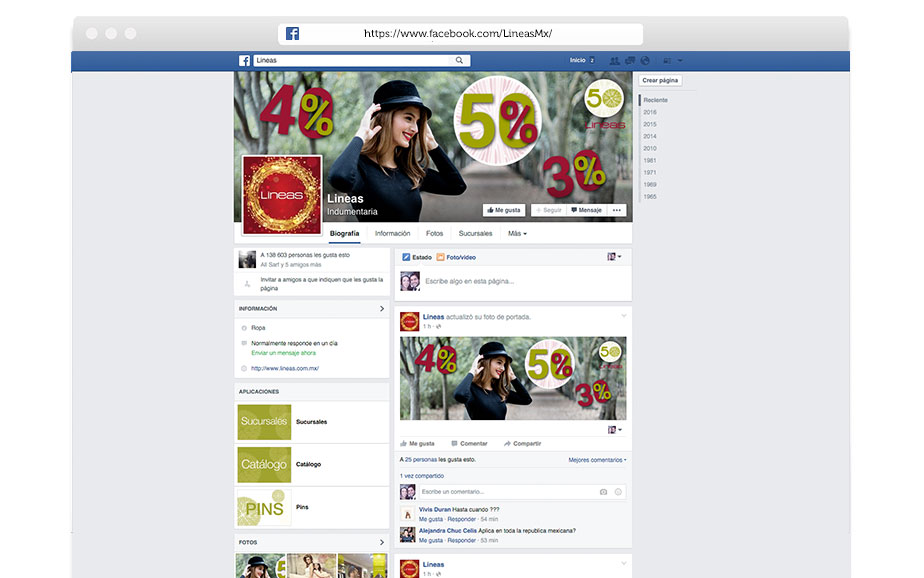 https://www.facebook.com/LineasMx/
Lineas
Inicio 2
Crear página
40%
50%
50
Lineas
30%
Lineas
Lineas
Indumentaria
Me gusta
Seguir
Mensaje
Biografía Información Fotos Sucursales Más
Reciente
2016
2015
2014
2010
1981
1971
1969
1965
A 138 603 personas les gusta esto
Ali Sarf y 5 amigos más
Invitar a amigos a que indiquen que les gusta la
página
INFORMACIÓN
Ropa
Normalmente responde en un día
Enviar un mensaje ahora
http://www.lineas.com.mx/
APLICACIONES
Sucursales Sucursales
Catálogo Catálogo
PINS Pins
FOTOS
Estado Foto/video
Escribe algo en esta página...
Lineas actualizó su foto de portada.
1 h
40%
50%
50
30%
Me gusta Comentar Compartir
A 25 personas les gusta esto.
Mejores comentarios
1 vez compartido
Escribe un comentario...
Vivis Duran Hasta cuando ???
Me gusta · Responder · 54 min
Alejandra Chuc Celis Aplica en toda la republica mexicana?
Me gusta · Responder · 53 min
Lineas
1 h